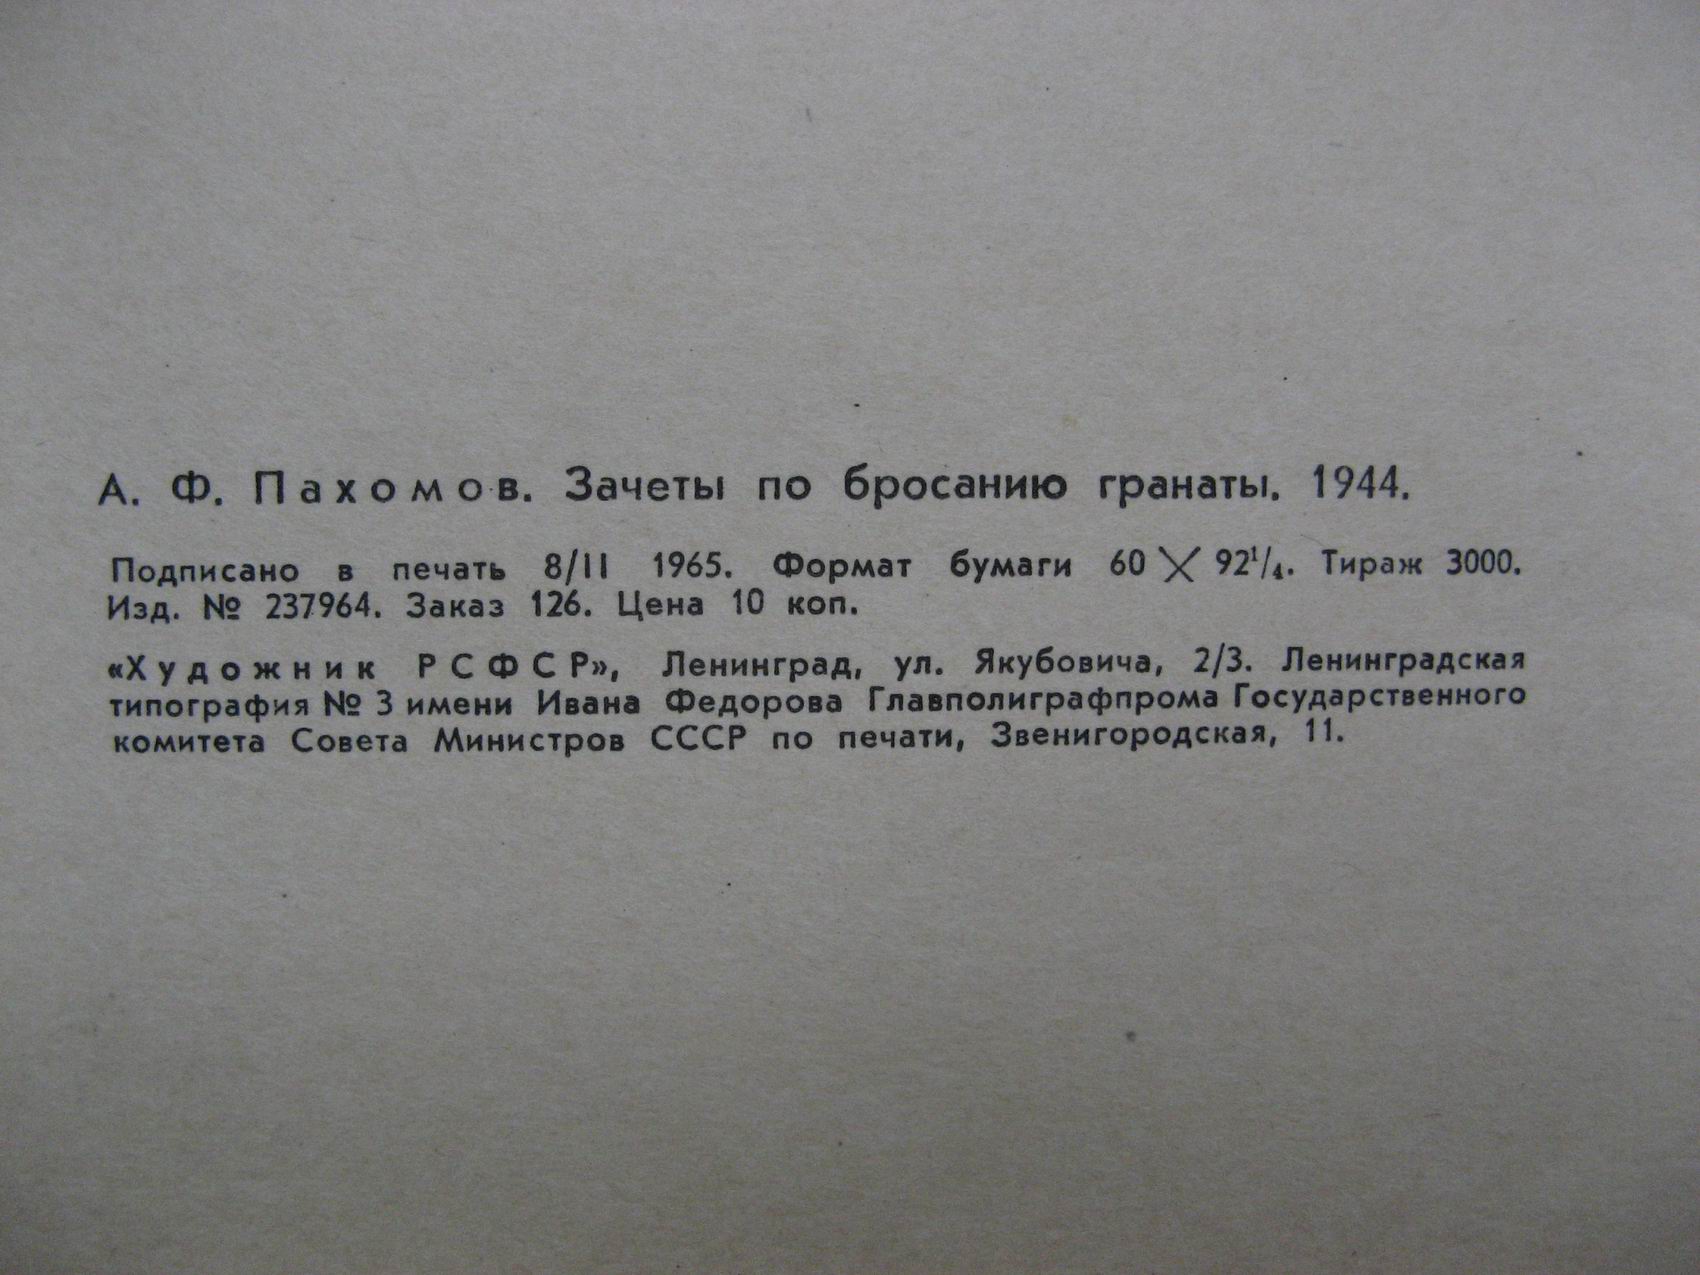 А. Ф. Пахомов. Зачеты по бросанию гранаты. 1944.
Подписано в печать 8/II 1965. Формат бумаги 60 × 92¹/₄. Тираж 3000.
Изд. № 237964. Заказ 126. Цена 10 коп.
«Художник РСФСР», Ленинград, ул. Якубовича, 2/3. Ленинградская
типография № 3 имени Ивана Федорова Главполиграфпрома Государственного
комитета Совета Министров СССР по печати, Звенигородская, 11.